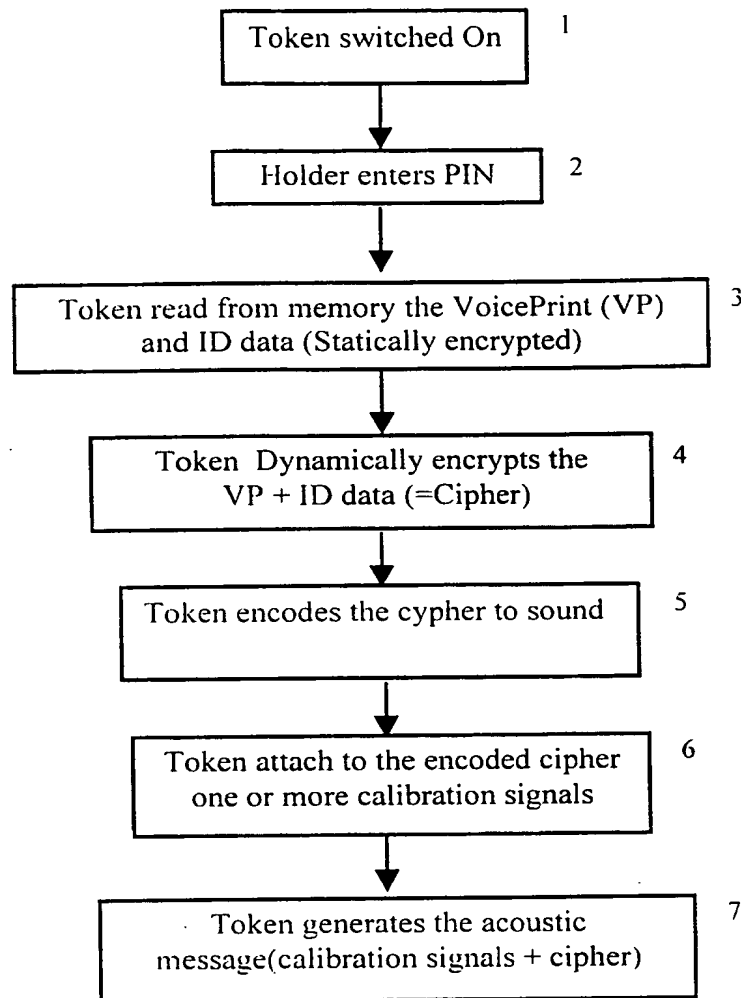 Token switched On
1
Holder enters PIN
2
Token read from memory the VoicePrint (VP)
and ID data (Statically encrypted)
3
Token Dynamically encrypts the
VP + ID data (=Cipher)
4
Token encodes the cypher to sound
5
Token attach to the encoded cipher
one or more calibration signals
6
Token generates the acoustic
message(calibration signals + cipher)
7